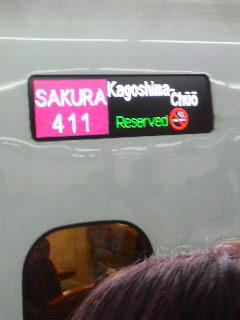 SAKURA
411
Kagoshima-
Chūō
Reserved